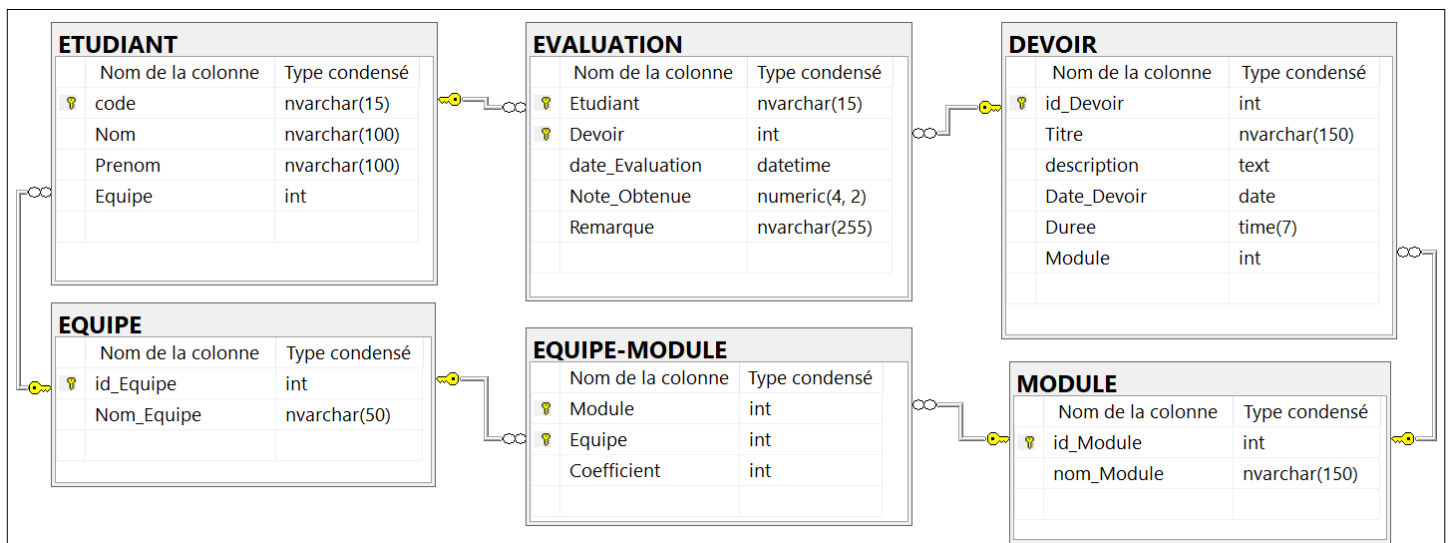 ETUDIANT
Nom de la colonne Type condensé
code nvarchar(15)
Nom nvarchar(100)
Prenom nvarchar(100)
Equipe int
EVALUATION
Nom de la colonne Type condensé
Etudiant nvarchar(15)
Devoir int
date_Evaluation datetime
Note_Obtenue numeric(4, 2)
Remarque nvarchar(255)
DEVOIR
Nom de la colonne Type condensé
id_Devoir int
Titre nvarchar(150)
description text
Date_Devoir date
Duree time(7)
Module int
EQUIPE
Nom de la colonne Type condensé
id_Equipe int
Nom_Equipe nvarchar(50)
EQUIPE-MODULE
Nom de la colonne Type condensé
Module int
Equipe int
Coefficient int
MODULE
Nom de la colonne Type condensé
id_Module int
nom_Module nvarchar(150)